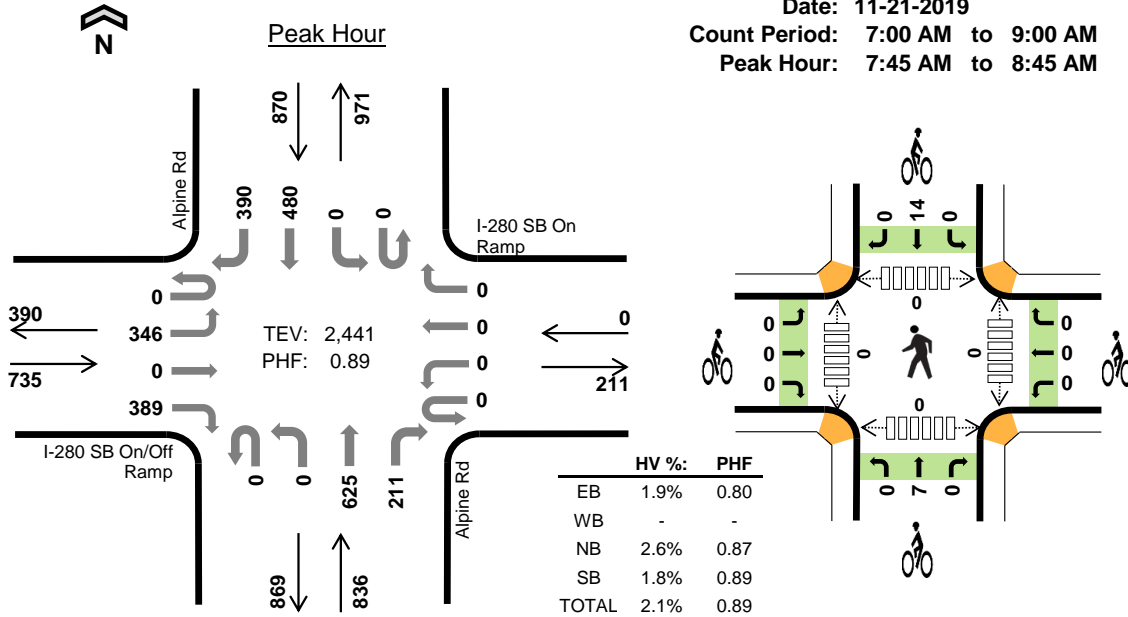 Date: 11-21-2019
Count Period: 7:00 AM to 9:00 AM
Peak Hour: 7:45 AM to 8:45 AM
N
Peak Hour
870
971
Alpine Rd
390
480
0
0
I-280 SB On
Ramp
0
346
0
389
390
735
TEV: 2,441
PHF: 0.89
0
0
0
0
0
211
I-280 SB On/Off
Ramp
0
0
625
211
Alpine Rd
869
836
HV %: PHF
EB 1.9% 0.80
WB - -
NB 2.6% 0.87
SB 1.8% 0.89
TOTAL 2.1% 0.89
0
14
0
0
0
0
0
0
0
0
0
0
0
0
7
0